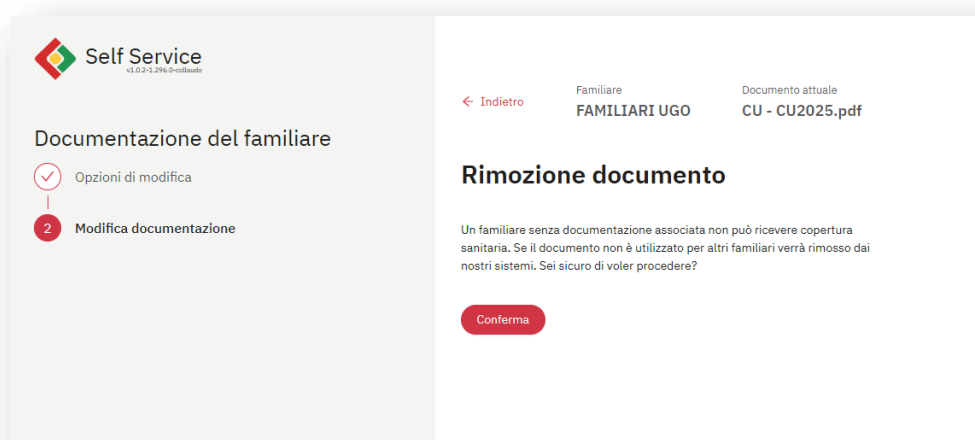 Self Service
v1.0.2-1.296.0-collaudo
Documentazione del familiare
Opzioni di modifica
2 Modifica documentazione
← Indietro
Familiare
FAMILIARI UGO
Documento attuale
CU - CU2025.pdf
Rimozione documento
Un familiare senza documentazione associata non può ricevere copertura
sanitaria. Se il documento non è utilizzato per altri familiari verrà rimosso dai
nostri sistemi. Sei sicuro di voler procedere?
Conferma